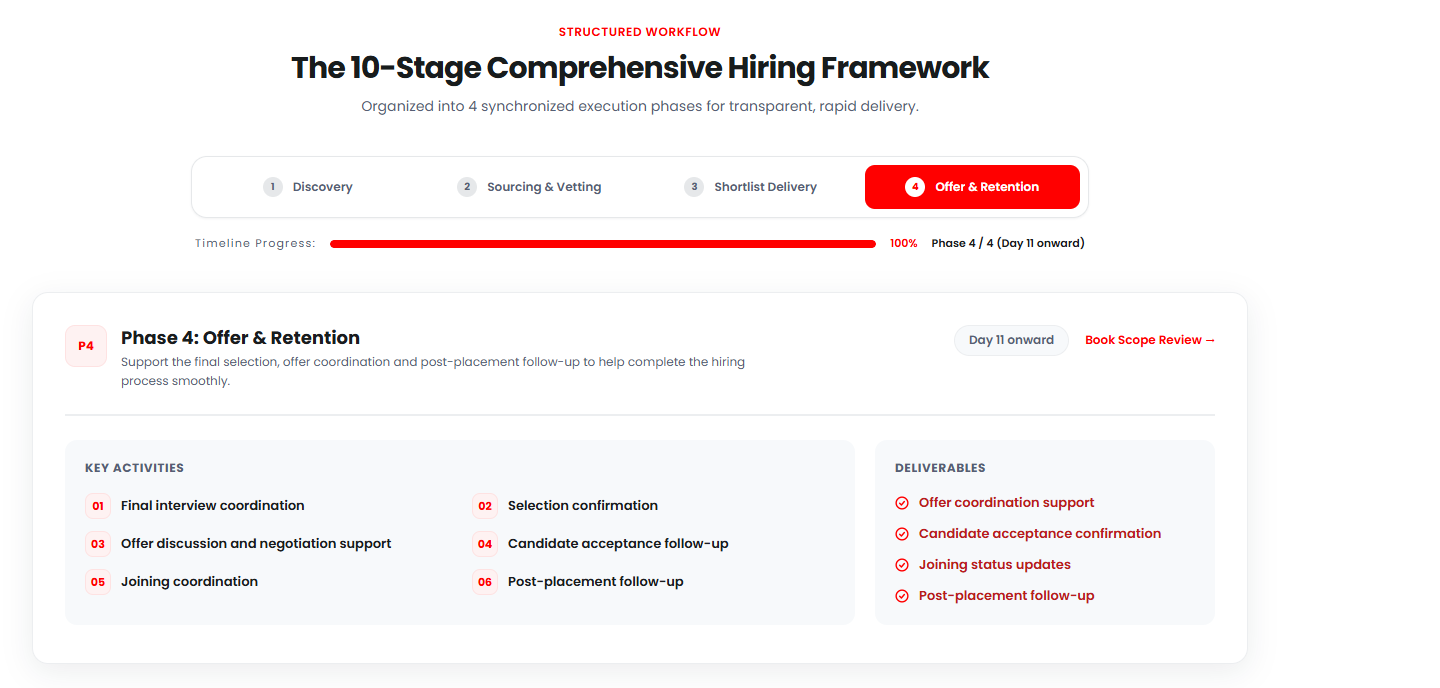 STRUCTURED WORKFLOW
The 10-Stage Comprehensive Hiring Framework
Organized into 4 synchronized execution phases for transparent, rapid delivery.
1 Discovery
2 Sourcing & Vetting
3 Shortlist Delivery
4 Offer & Retention
Timeline Progress: 100% Phase 4 / 4 (Day 11 onward)
P4
Phase 4: Offer & Retention
Support the final selection, offer coordination and post-placement follow-up to help complete the hiring
process smoothly.
Day 11 onward
Book Scope Review →
KEY ACTIVITIES
01 Final interview coordination
02 Selection confirmation
03 Offer discussion and negotiation support
04 Candidate acceptance follow-up
05 Joining coordination
06 Post-placement follow-up
DELIVERABLES
Offer coordination support
Candidate acceptance confirmation
Joining status updates
Post-placement follow-up